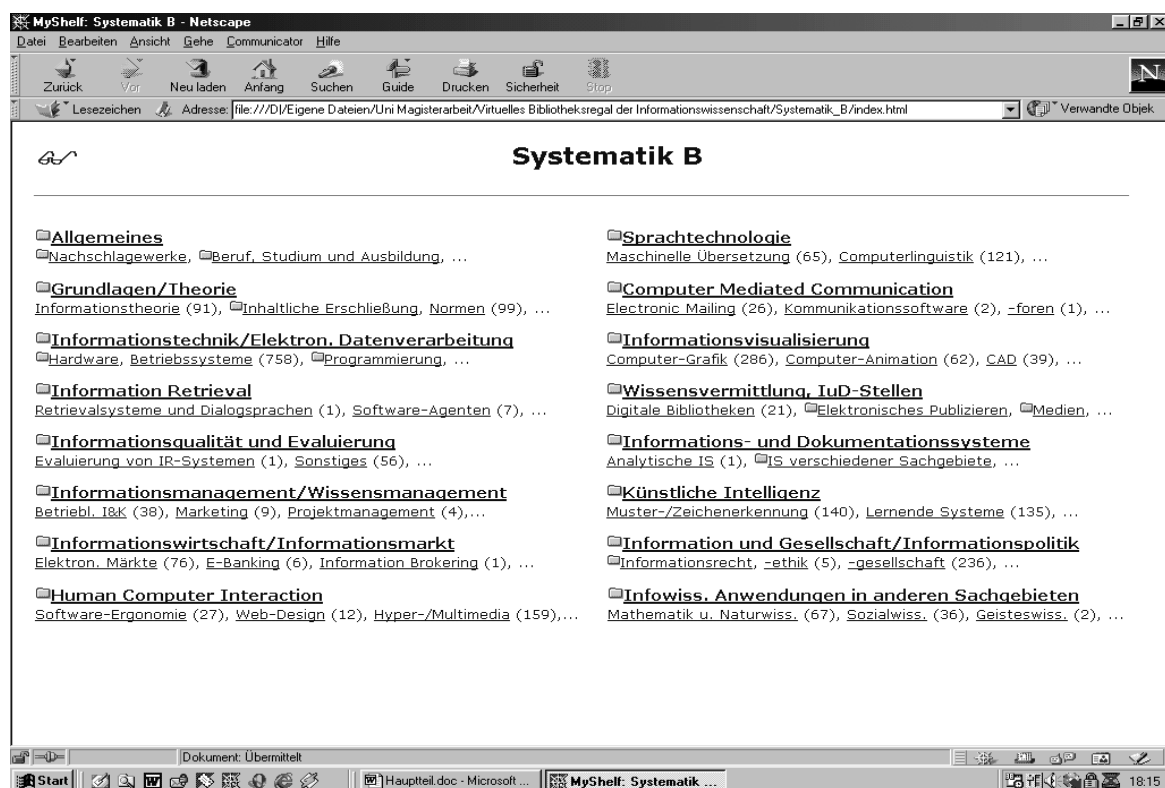 MyShelf: Systematik B - Netscape
Datei Bearbeiten Ansicht Gehe Communicator Hilfe
Zurück Vor Neu laden Anfang Suchen Guide Drucken Sicherheit Stop
N
Lesezeichen Adresse: file:///D|/Eigene Dateien/Uni Magisterarbeit/Virtuelles Bibliotheksregal der Informationswissenschaft/Systematik_B/index.html Verwandte Objek
Systematik B
Allgemeines
Nachschlagewerke, Beruf, Studium und Ausbildung, ...
Grundlagen/Theorie
Informationstheorie (91), Inhaltliche Erschließung, Normen (99), ...
Informationstechnik/Elektron. Datenverarbeitung
Hardware, Betriebssysteme (758), Programmierung, ...
Information Retrieval
Retrievalsysteme und Dialogsprachen (1), Software-Agenten (7), ...
Informationsqualität und Evaluierung
Evaluierung von IR-Systemen (1), Sonstiges (56), ...
Informationsmanagement/Wissensmanagement
Betriebl. I&K (38), Marketing (9), Projektmanagement (4),...
Informationswirtschaft/Informationsmarkt
Elektron. Märkte (76), E-Banking (6), Information Brokering (1), ...
Human Computer Interaction
Software-Ergonomie (27), Web-Design (12), Hyper-/Multimedia (159),...
Sprachtechnologie
Maschinelle Übersetzung (65), Computerlinguistik (121), ...
Computer Mediated Communication
Electronic Mailing (26), Kommunikationssoftware (2), -foren (1), ...
Informationsvisualisierung
Computer-Grafik (286), Computer-Animation (62), CAD (39), ...
Wissensvermittlung, IuD-Stellen
Digitale Bibliotheken (21), Elektronisches Publizieren, Medien, ...
Informations- und Dokumentationssysteme
Analytische IS (1), IS verschiedener Sachgebiete, ...
Künstliche Intelligenz
Muster-/Zeichenerkennung (140), Lernende Systeme (135), ...
Information und Gesellschaft/Informationspolitik
Informationsrecht, -ethik (5), -gesellschaft (236), ...
Infowiss. Anwendungen in anderen Sachgebieten
Mathematik u. Naturwiss. (67), Sozialwiss. (36), Geisteswiss. (2), ...
Dokument: Übermittelt
Start Hauptteil.doc - Microsoft ... MyShelf: Systematik ... 18:15